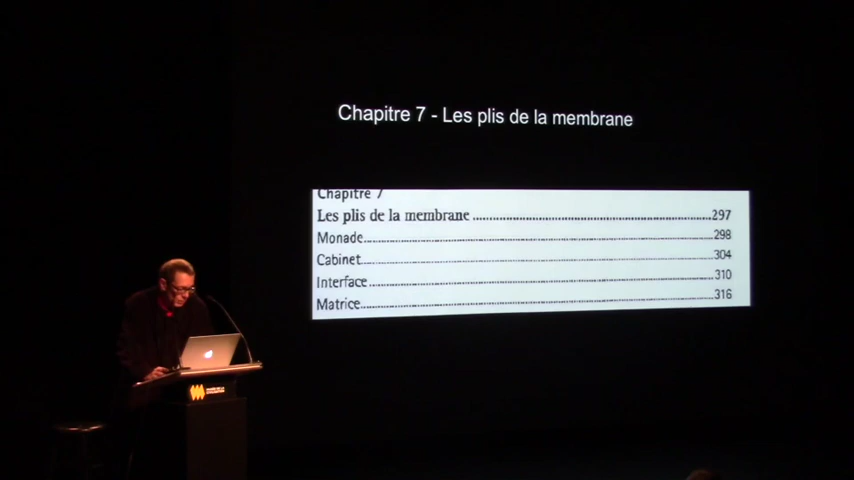 Chapitre 7 - Les plis de la membrane
Chapitre 7
Les plis de la membrane ........................................................................297
Monade..................................................................................................298
Cabinet...................................................................................................304
Interface.................................................................................................310
Matrice...................................................................................................316